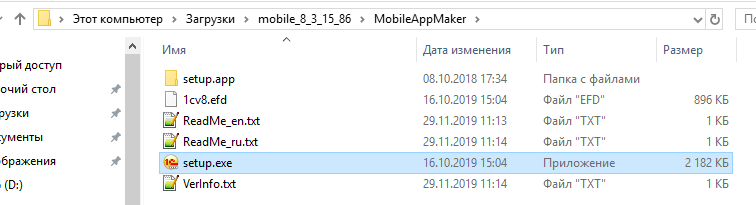 Этот компьютер › Загрузки › mobile_8_3_15_86 › MobileAppMaker ›
Имя Дата изменения Тип Размер
рый доступ
setup.app 08.10.2018 17:34 Папка с файлами
очий стол
1cv8.efd 16.10.2019 15:04 Файл "EFD" 896 КБ
рузки
ReadMe_en.txt 29.11.2019 11:13 Файл "TXT" 1 КБ
ументы
ReadMe_ru.txt 29.11.2019 11:14 Файл "TXT" 1 КБ
бражения
setup.exe 16.10.2019 15:04 Приложение 2 182 КБ
(D:)
VerInfo.txt 29.11.2019 11:14 Файл "TXT" 1 КБ